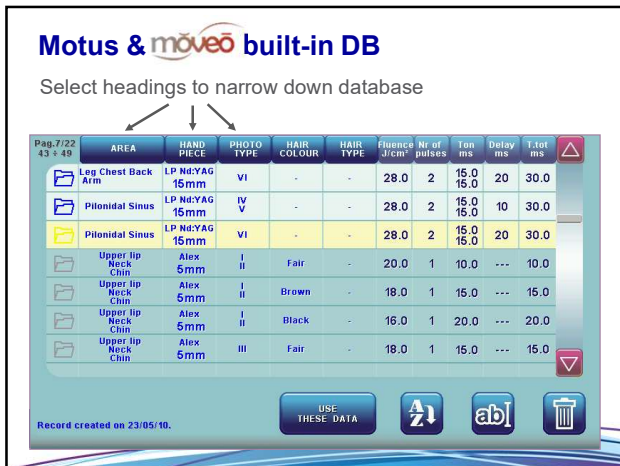 Motus & mōveō built-in DB
Select headings to narrow down database
Pag.7/22
43 ÷ 49
AREA
HAND
PIECE
PHOTO
TYPE
HAIR
COLOUR
HAIR
TYPE
Fluence
J/cm²
Nr of
pulses
Ton
ms
Delay
ms
T.tot
ms
Leg Chest Back
Arm
LP Nd:YAG
15mm
VI
-
-
28.0
2
15.0
15.0
20
30.0
Pilonidal Sinus
LP Nd:YAG
15mm
IV
V
-
-
28.0
2
15.0
15.0
10
30.0
Pilonidal Sinus
LP Nd:YAG
15mm
VI
-
-
28.0
2
15.0
15.0
20
30.0
Upper lip
Neck
Chin
Alex
5mm
I
II
Fair
-
20.0
1
10.0
---
10.0
Upper lip
Neck
Chin
Alex
5mm
I
II
Brown
-
18.0
1
15.0
---
15.0
Upper lip
Neck
Chin
Alex
5mm
I
II
Black
-
16.0
1
20.0
---
20.0
Upper lip
Neck
Chin
Alex
5mm
III
Fair
-
18.0
1
15.0
---
15.0
Record created on 23/05/10.
USE
THESE DATA
A
Z
ab